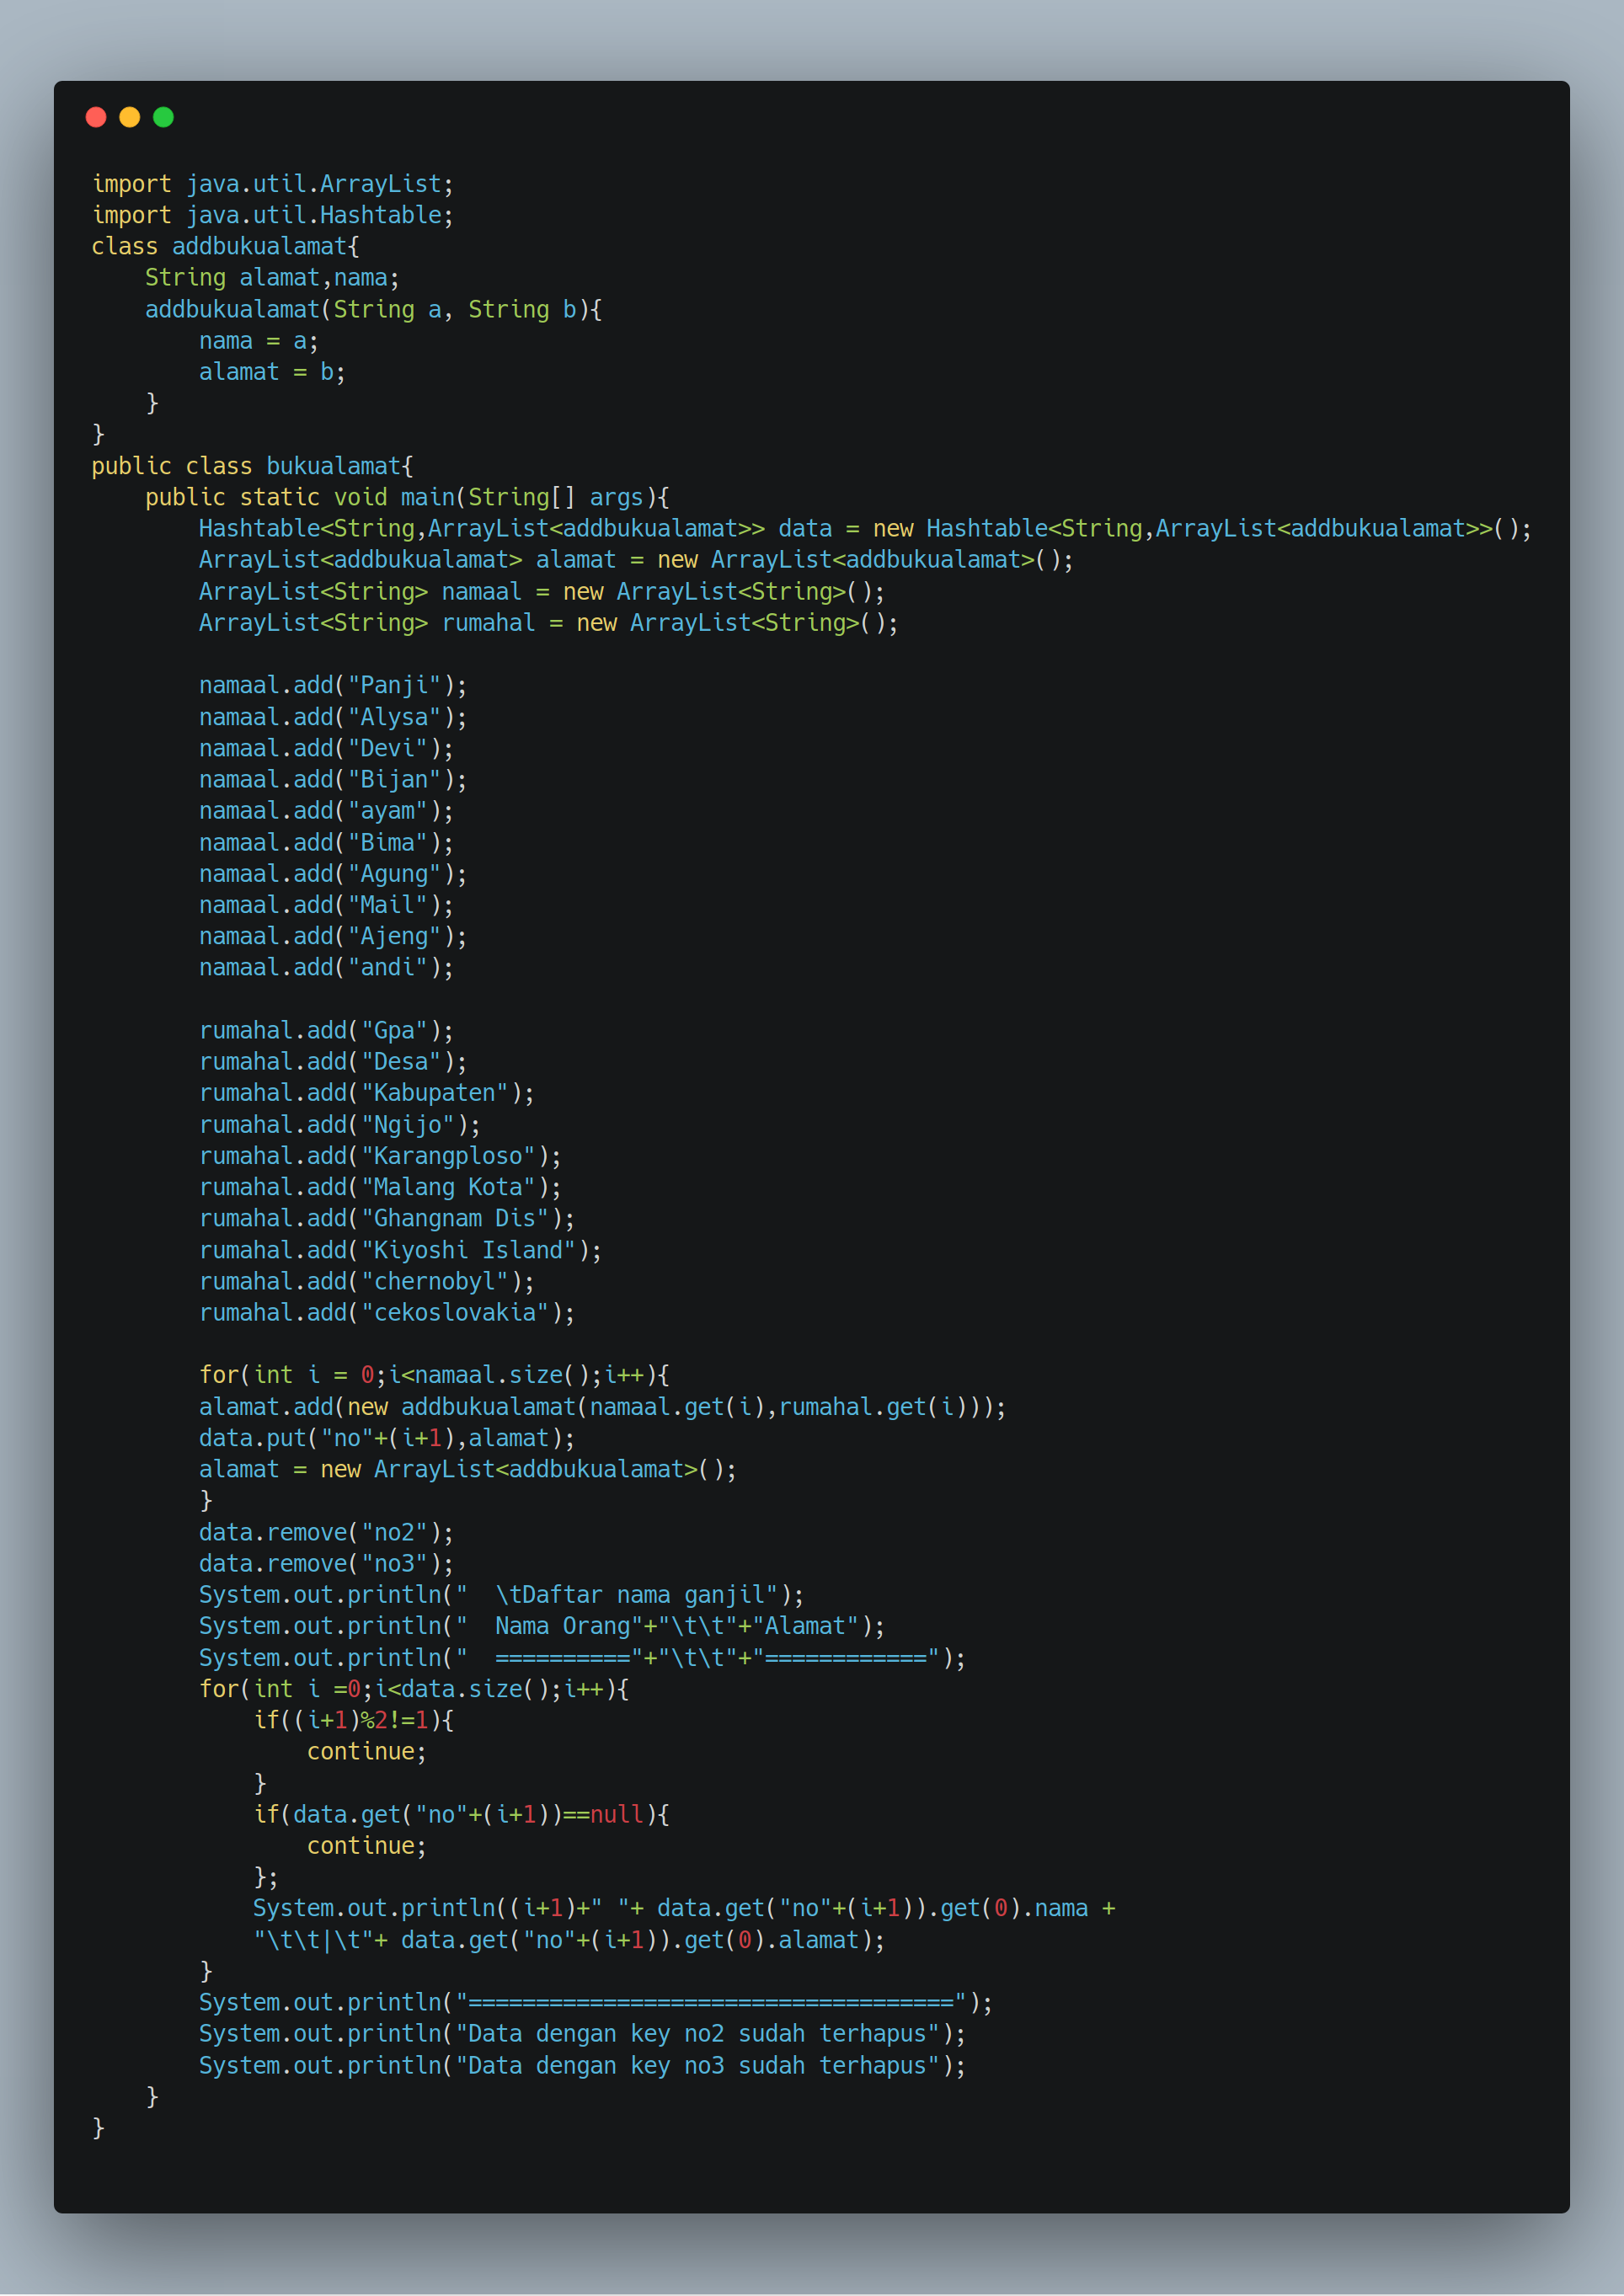 import java.util.ArrayList;
import java.util.Hashtable;
class addbukualamat{
    String alamat,nama;
    addbukualamat(String a, String b){
        nama = a;
        alamat = b;
    }
}
public class bukualamat{
    public static void main(String[] args){
        Hashtable<String,ArrayList<addbukualamat>> data = new Hashtable<String,ArrayList<addbukualamat>>();
        ArrayList<addbukualamat> alamat = new ArrayList<addbukualamat>();
        ArrayList<String> namaal = new ArrayList<String>();
        ArrayList<String> rumahal = new ArrayList<String>();

        namaal.add("Panji");
        namaal.add("Alysa");
        namaal.add("Devi");
        namaal.add("Bijan");
        namaal.add("ayam");
        namaal.add("Bima");
        namaal.add("Agung");
        namaal.add("Mail");
        namaal.add("Ajeng");
        namaal.add("andi");

        rumahal.add("Gpa");
        rumahal.add("Desa");
        rumahal.add("Kabupaten");
        rumahal.add("Ngijo");
        rumahal.add("Karangploso");
        rumahal.add("Malang Kota");
        rumahal.add("Ghangnam Dis");
        rumahal.add("Kiyoshi Island");
        rumahal.add("chernobyl");
        rumahal.add("cekoslovakia");

        for(int i = 0;i<namaal.size();i++){
        alamat.add(new addbukualamat(namaal.get(i),rumahal.get(i)));
        data.put("no"+(i+1),alamat);
        alamat = new ArrayList<addbukualamat>();
        }
        data.remove("no2");
        data.remove("no3");
        System.out.println("  \tDaftar nama ganjil");
        System.out.println("  Nama Orang"+"\t\t"+"Alamat");
        System.out.println("  =========="+"\t\t"+"============");
        for(int i =0;i<data.size();i++){
            if((i+1)%2!=1){
                continue;
            }
            if(data.get("no"+(i+1))==null){
                continue;
            };
            System.out.println((i+1)+" "+ data.get("no"+(i+1)).get(0).nama +
            "\t\t|\t"+ data.get("no"+(i+1)).get(0).alamat);
        }
        System.out.println("====================================");
        System.out.println("Data dengan key no2 sudah terhapus");
        System.out.println("Data dengan key no3 sudah terhapus");
    }
}